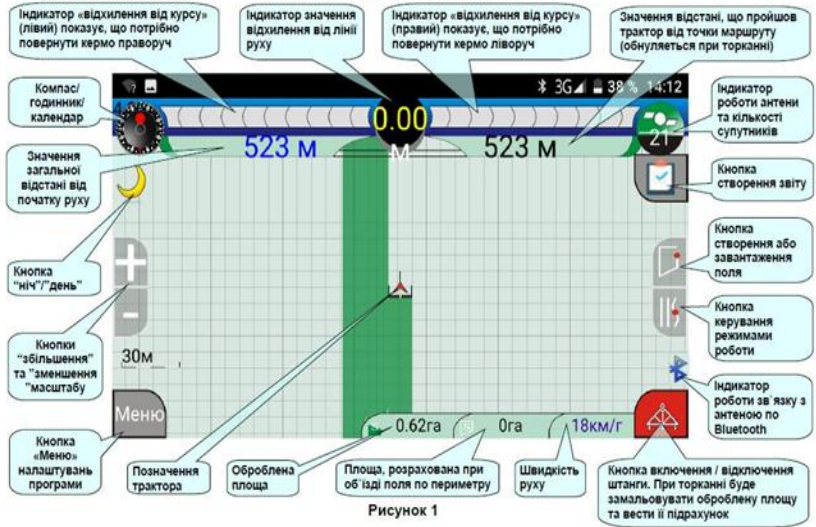 Індикатор «відхилення від курсу»
(лівий) показує, що потрібно
повернути кермо праворуч
Індикатор значення
відхилення від лінії
руху
Індикатор «відхилення від курсу»
(правий) показує, що потрібно
повернути кермо ліворуч
Значення відстані, що пройшов
трактор від точки маршруту
(обнуляєтся при торканні)
Компас/
годинник/
календар
3G 38 % 14:12
0.00
м
523 м
523 м
21
Індикатор
роботи антени
та кількості
супутників
Значення
загальної
відстані від
початку руху
Кнопка
створення звіту
Кнопка
"ніч"/"день"
Кнопка
створення або
завантаження
поля
+
-
Кнопки
“збільшення"
та "зменшення
"масштабу
Кнопка
керування
режимами
роботи
30м
Індикатор
роботи зв`язку з
антеною по
Bluetooth
Меню
0.62га
0га
18км/г
Кнопка
«Меню»
налаштувань
програми
Позначення
трактора
Оброблена
площа
Площа, розрахована при
об`їзді поля по периметру
Швидкість
руху
Кнопка включення / відключення
штанги. При торканні буде
замальовувати оброблену площу
та вести її підрахунок
Рисунок 1